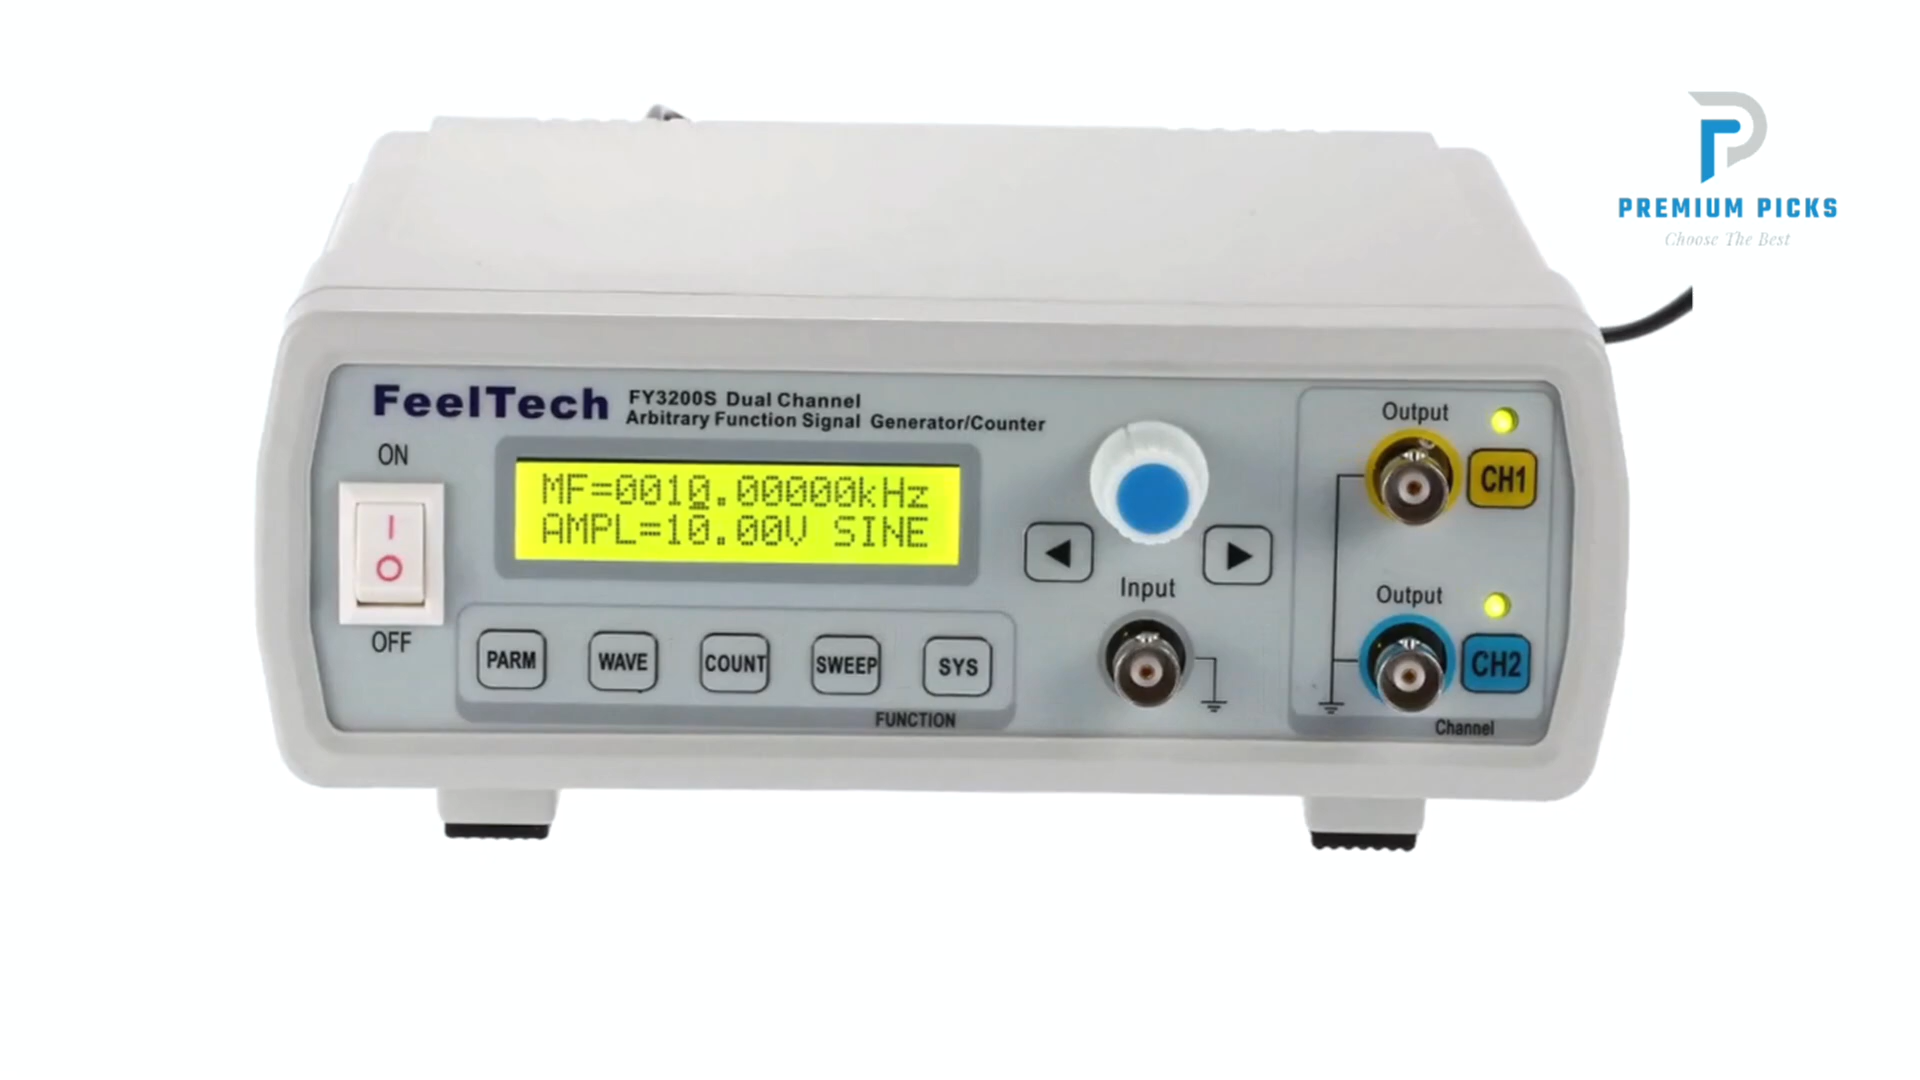 PREMIUM PICKS
Choose The Best
FeelTech
FY3200S Dual Channel
Arbitrary Function Signal Generator/Counter
ON
I
O
OFF
MF=0010.00000kHz
AMPL=10.00V SINE
PARM
WAVE
COUNT
SWEEP
SYS
FUNCTION
Input
Output
CH1
Output
CH2
Channel